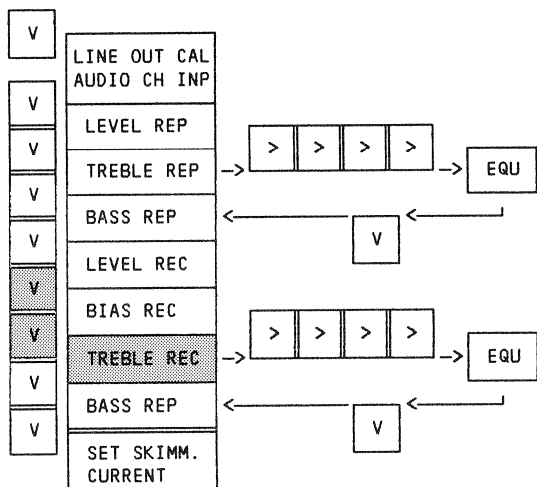 V
LINE OUT CAL
AUDIO CH INP
V
LEVEL REP
V
TREBLE REP -> > > > > -> EQU
V
BASS REP
V
V
LEVEL REC
V
BIAS REC
V
TREBLE REC -> > > > > -> EQU
V
BASS REP
V
V
SET SKIMM.
CURRENT